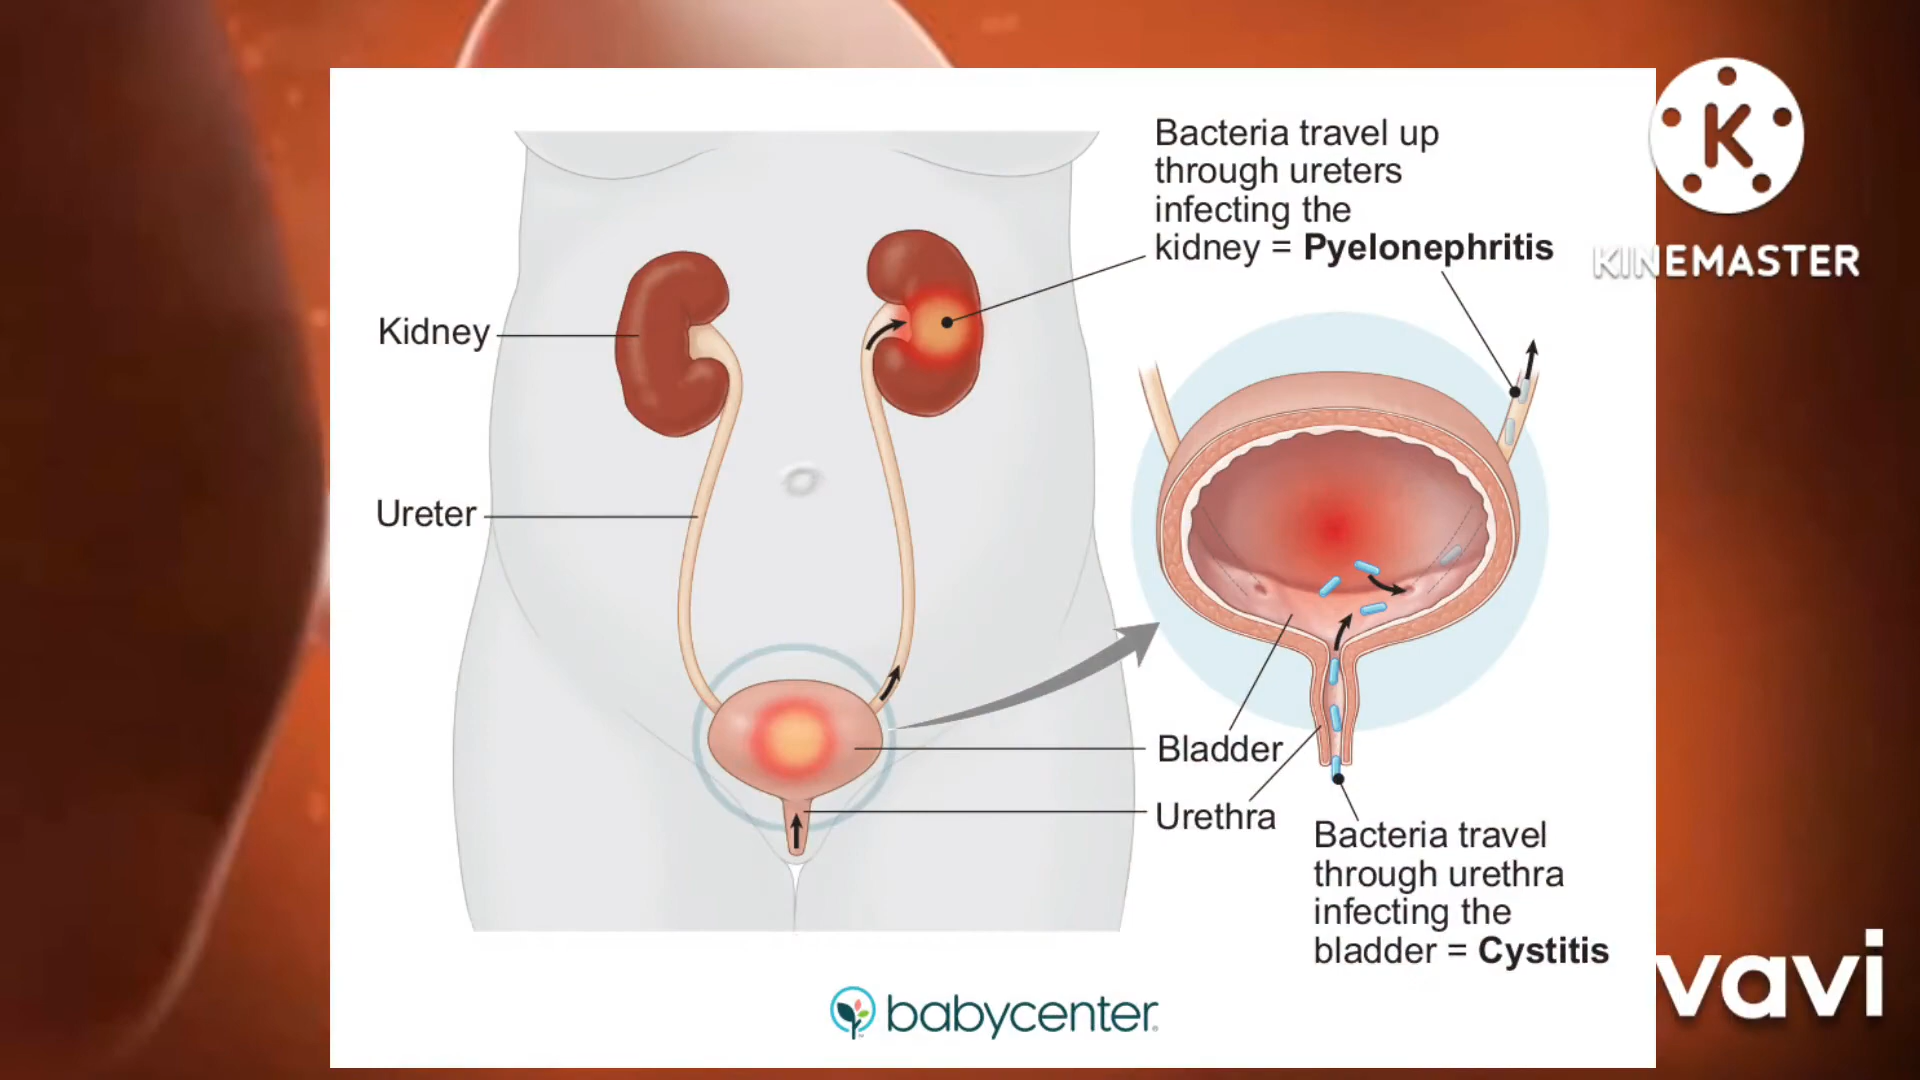 Bacteria travel up
through ureters
infecting the
kidney = Pyelonephritis
K
KINEMASTER
Kidney
Ureter
Bladder
Urethra
Bacteria travel
through urethra
infecting the
bladder = Cystitis
vavi
babycenter